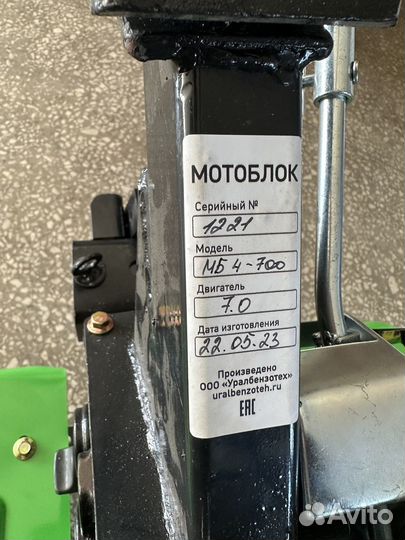 МОТОБЛОК
Серийный №
1221
Модель
МБ 4-700
Двигатель
7.0
Дата изготовления
22.05.23
Произведено
ООО «Уралбензотех»
uralbenzoteh.ru
ЕАС
Avito